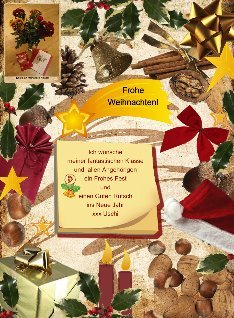 Frohe
Weihnachten!
Ich wünsche
meiner fantastischen Klasse
und allen Angehörigen
ein Frohes Fest
und
einen Guten Rutsch
ins Neue Jahr
xxx Uschi